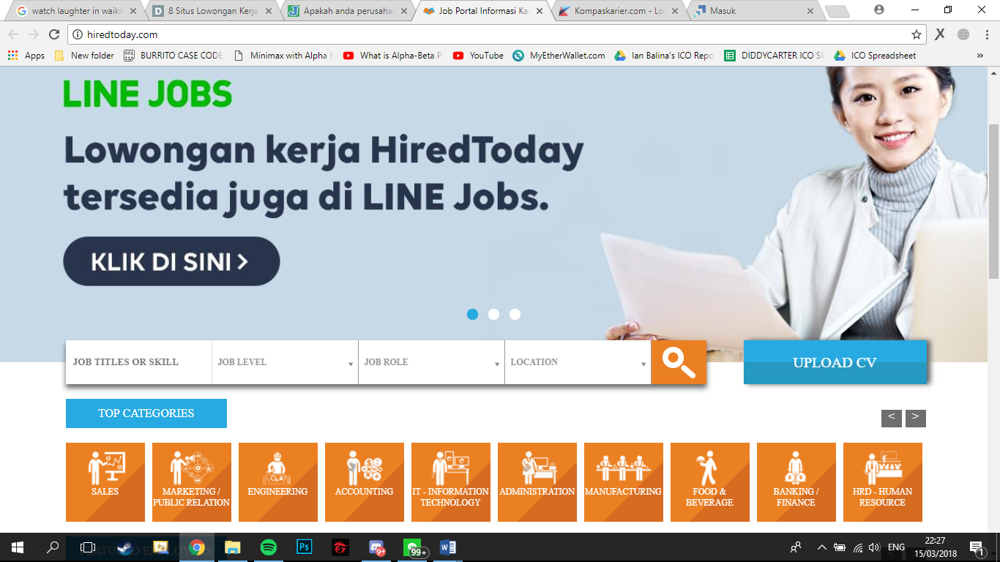 watch laughter in waikik
8 Situs Lowongan Kerja
Apakah anda perusaha
Job Portal Informasi Ka
Kompaskarier.com - Lo
Masuk
hiredtoday.com
Apps
New folder
BURRITO CASE CODE
Minimax with Alpha
What is Alpha-Beta P
YouTube
MyEtherWallet.com
Ian Balina's ICO Repo
DIDDYCARTER ICO SP
ICO Spreadsheet
LINE JOBS
Lowongan kerja HiredToday
tersedia juga di LINE Jobs.
KLIK DI SINI >
JOB TITLES OR SKILL
JOB LEVEL
JOB ROLE
LOCATION
UPLOAD CV
TOP CATEGORIES
< >
SALES
MARKETING /
PUBLIC RELATION
ENGINEERING
ACCOUNTING
IT - INFORMATION
TECHNOLOGY
ADMINISTRATION
MANUFACTURING
FOOD &
BEVERAGE
BANKING /
FINANCE
HRD - HUMAN
RESOURCE
FEATURED EMPLOYERS
Ps
9+
99+
ENG
22:27
15/03/2018
1